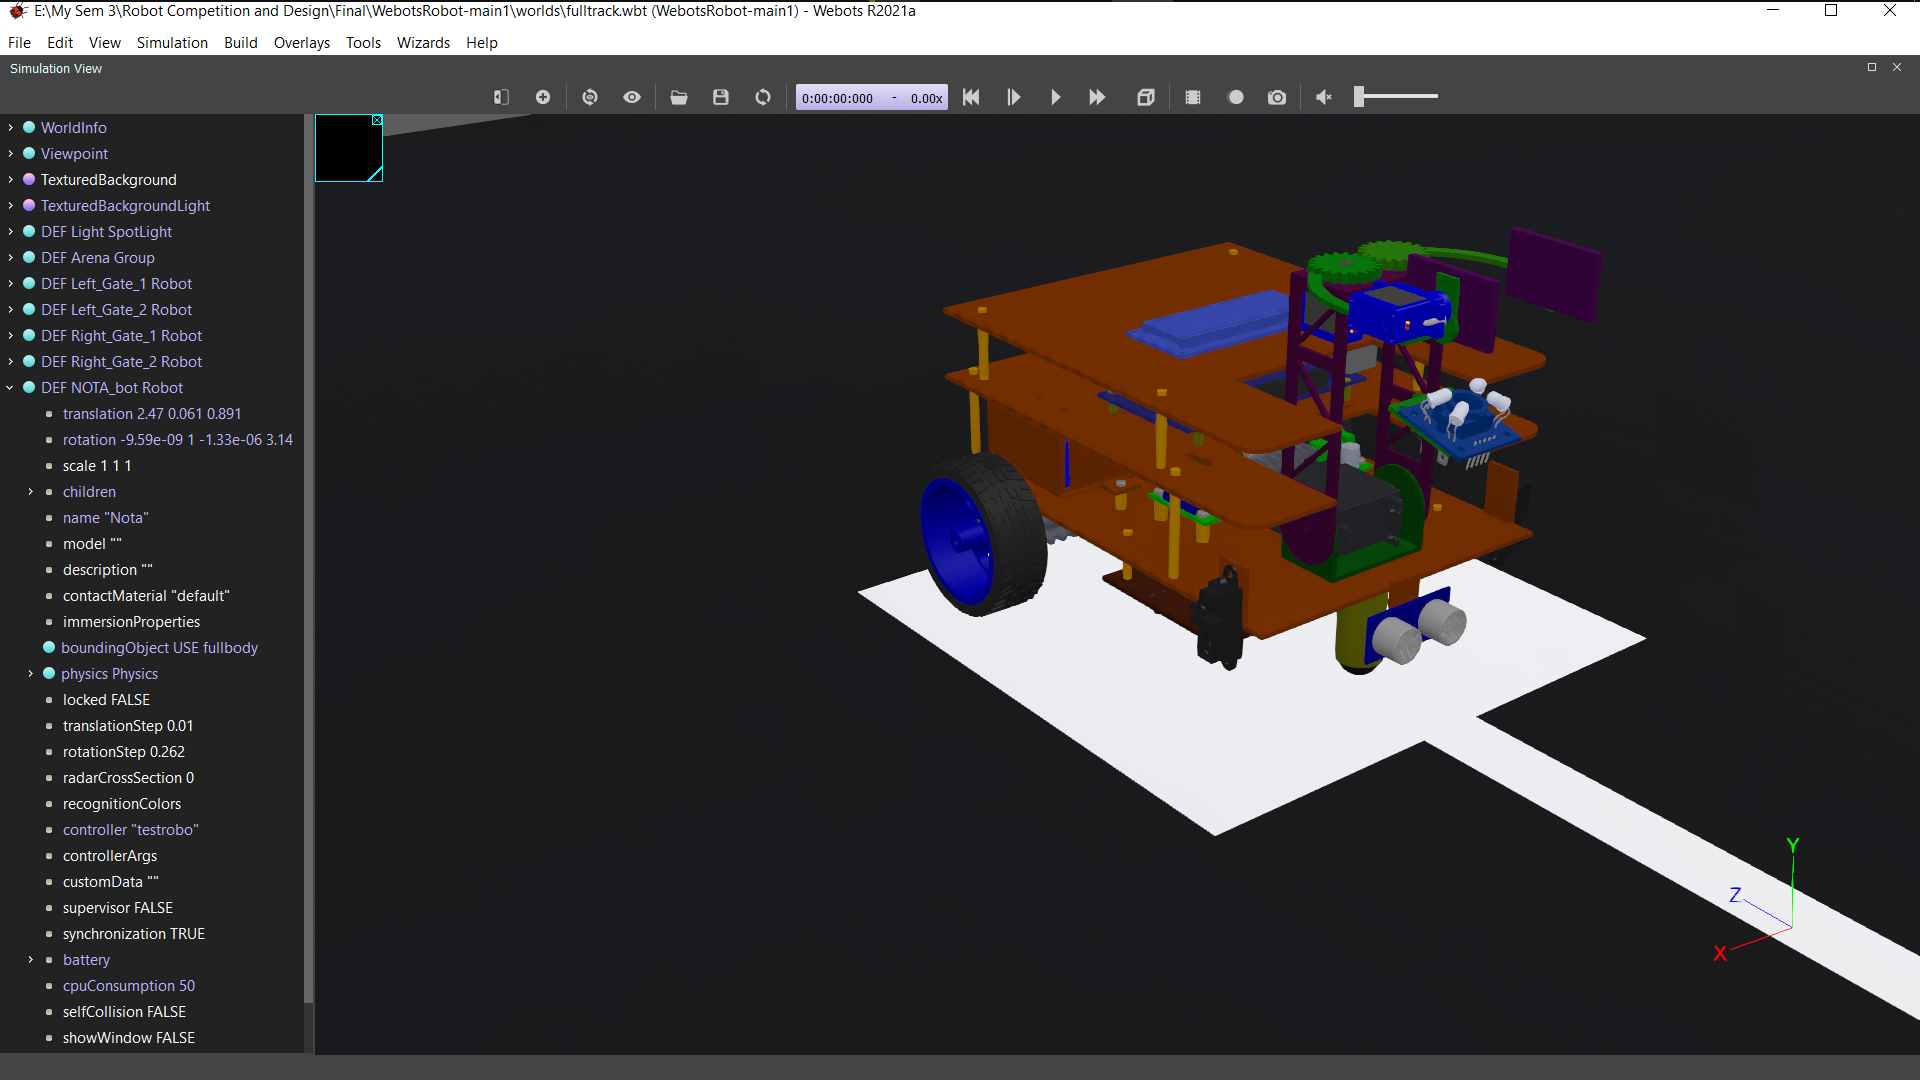 E:\My Sem 3\Robot Competition and Design\Final\WebotsRobot-main1\worlds\fulltrack.wbt (WebotsRobot-main1) - Webots R2021a
File Edit View Simulation Build Overlays Tools Wizards Help
Simulation View
0:00:00:000 - 0.00x
WorldInfo
Viewpoint
TexturedBackground
TexturedBackgroundLight
DEF Light SpotLight
DEF Arena Group
DEF Left_Gate_1 Robot
DEF Left_Gate_2 Robot
DEF Right_Gate_1 Robot
DEF Right_Gate_2 Robot
DEF NOTA_bot Robot
translation 2.47 0.061 0.891
rotation -9.59e-09 1 -1.33e-06 3.14
scale 1 1 1
children
name "Nota"
model ""
description ""
contactMaterial "default"
immersionProperties
boundingObject USE fullbody
physics Physics
locked FALSE
translationStep 0.01
rotationStep 0.262
radarCrossSection 0
recognitionColors
controller "testrobo"
controllerArgs
customData ""
supervisor FALSE
synchronization TRUE
battery
cpuConsumption 50
selfCollision FALSE
showWindow FALSE
Y
Z
X